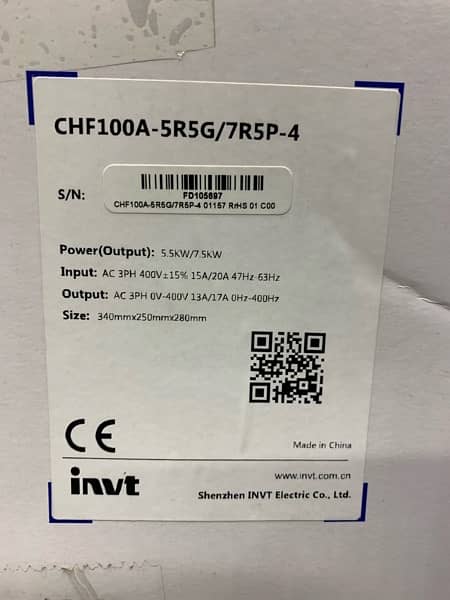 CHF100A-5R5G/7R5P-4
S/N:
FD105697
CHF100A-5R5G/7R5P-4 01157 RrHS 01 C00
Power(Output): 5.5KW/7.5KW
Input: AC 3PH 400V±15% 15A/20A 47Hz-63Hz
Output: AC 3PH 0V-400V 13A/17A 0Hz-400Hz
Size: 340mmx250mmx280mm
CE
Made in China
invt
www.invt.com.cn
Shenzhen INVT Electric Co., Ltd.